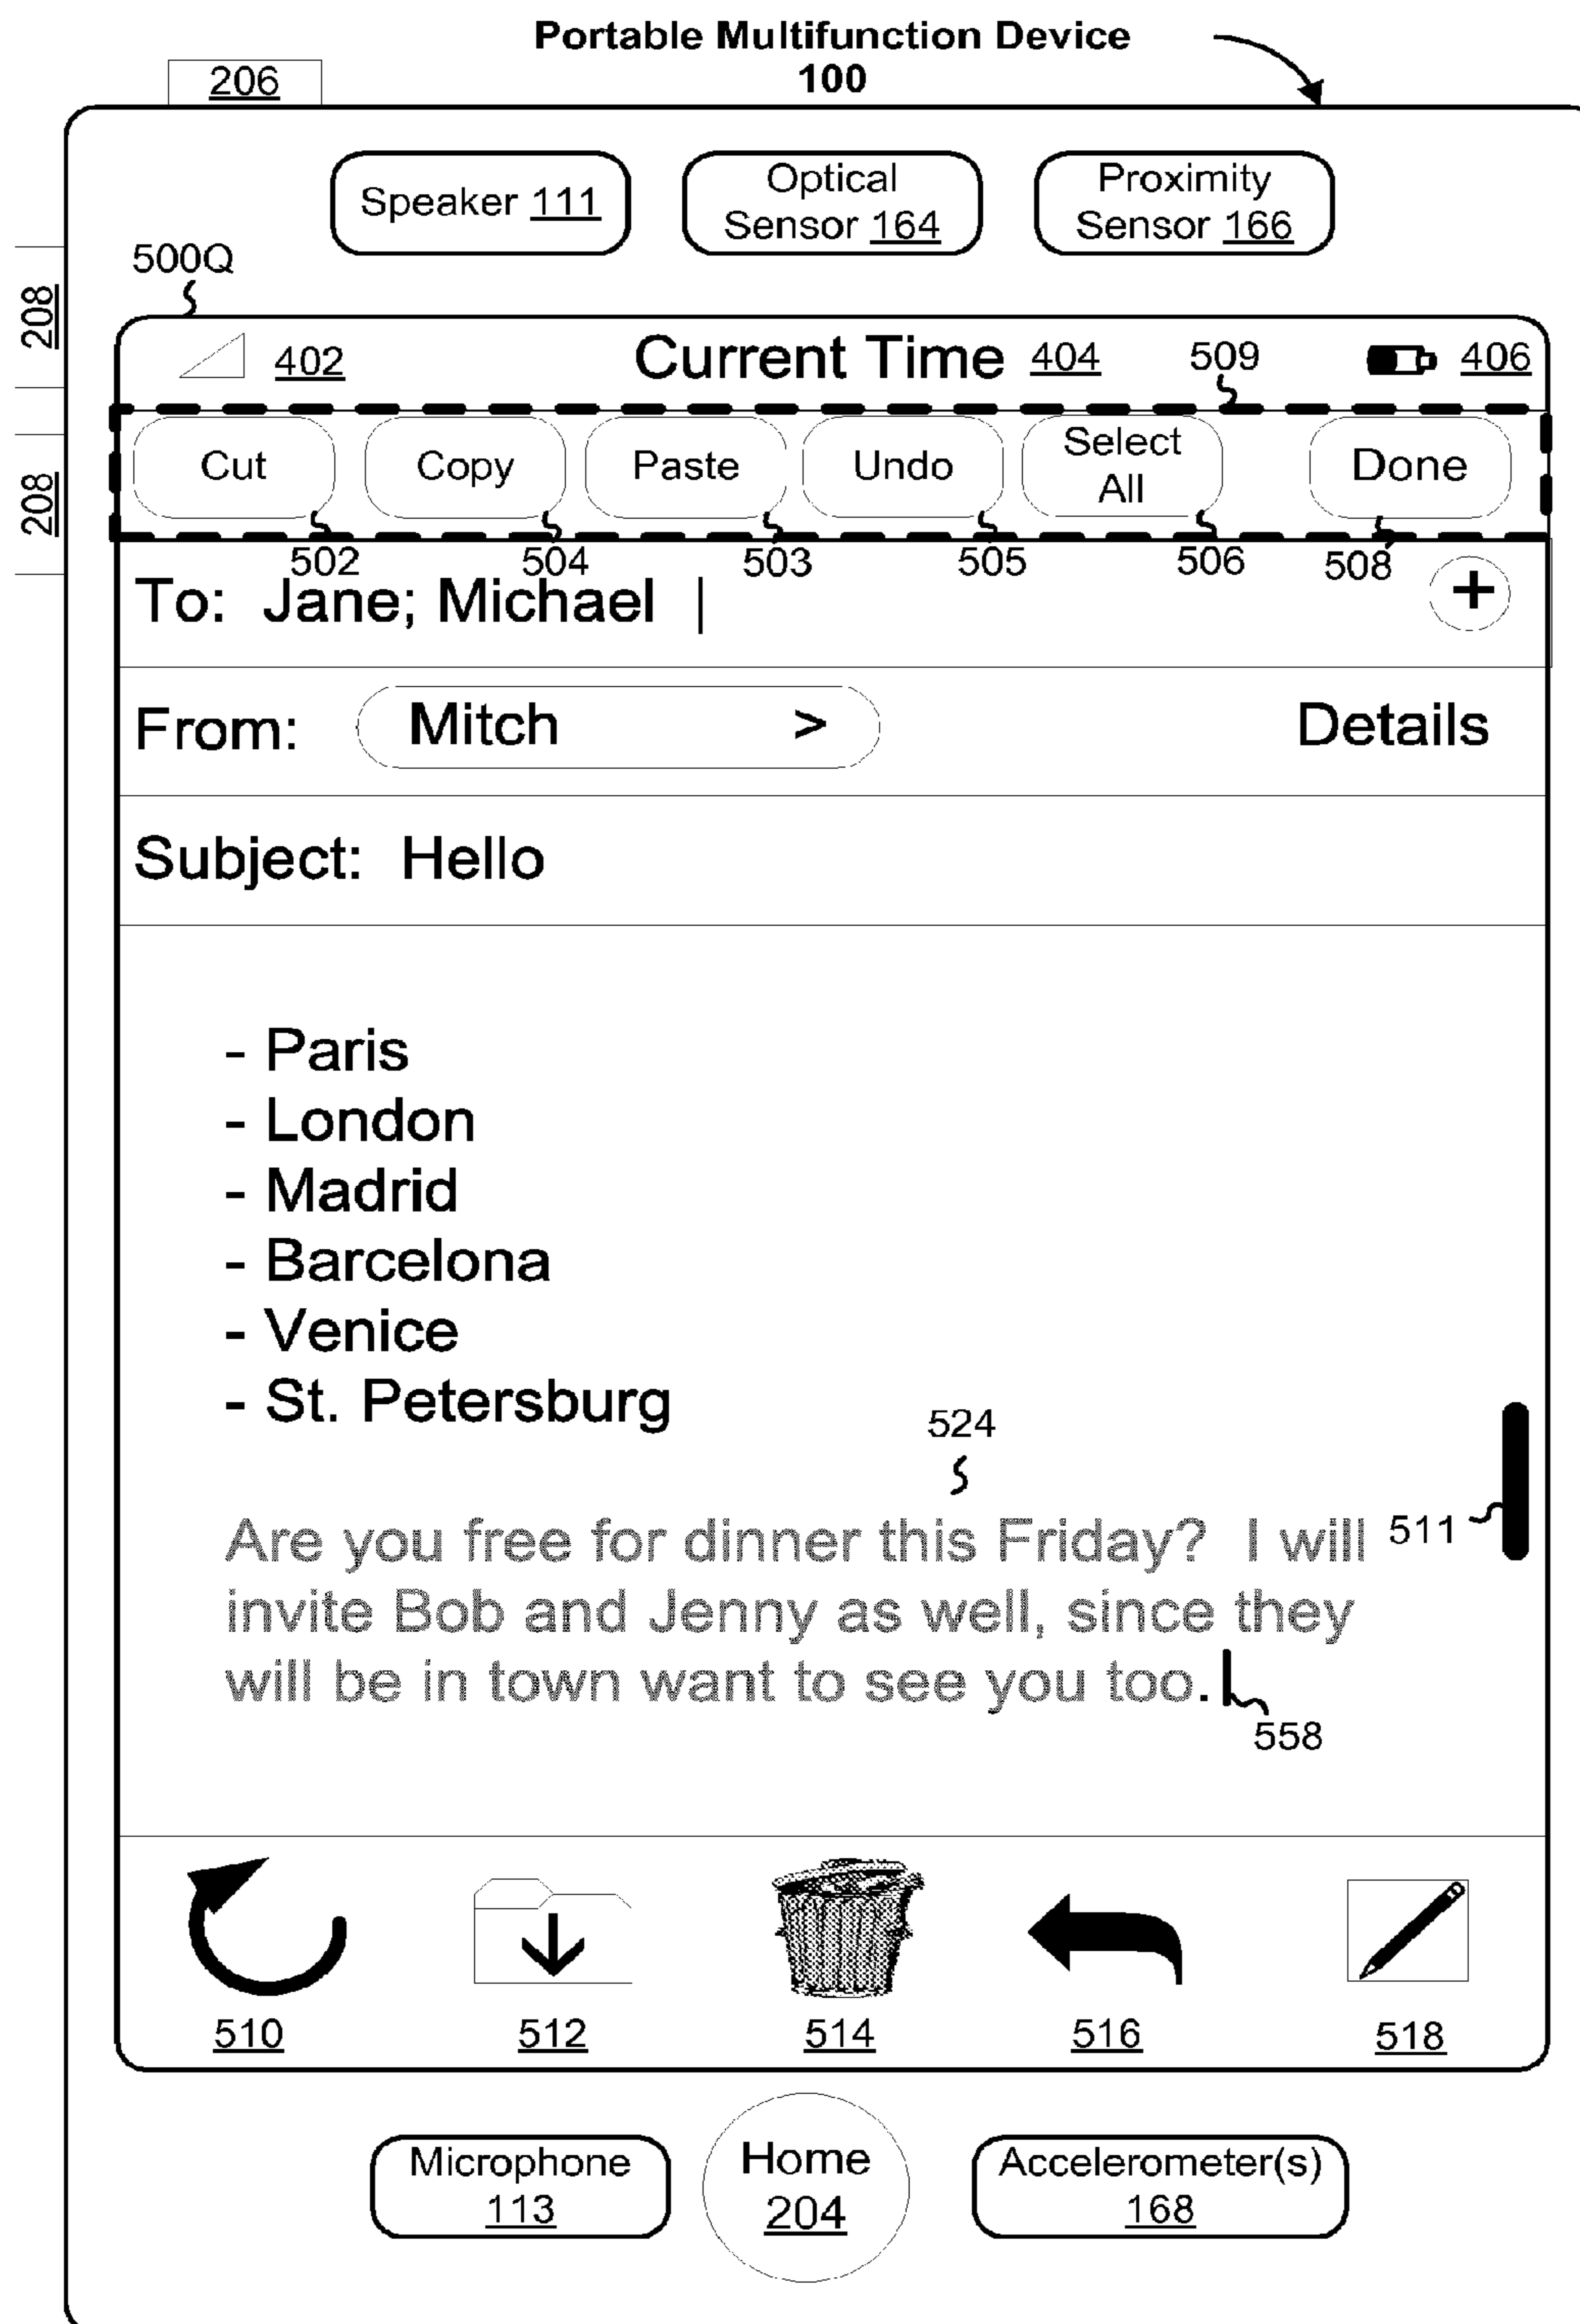 Portable Multifunction Device
100
206
Speaker 111
Optical
Sensor 164
Proximity
Sensor 166
500Q
208
208
402
Current Time 404
509
406
Cut
Copy
Paste
Undo
Select
All
Done
502
504
503
505
506
508
To: Jane; Michael
+
From: Mitch > Details
Subject: Hello
- Paris
- London
- Madrid
- Barcelona
- Venice
- St. Petersburg
524
Are you free for dinner this Friday? I will
511
invite Bob and Jenny as well, since they
will be in town want to see you too.
558
510
512
514
516
518
Microphone
113
Home
204
Accelerometer(s)
168